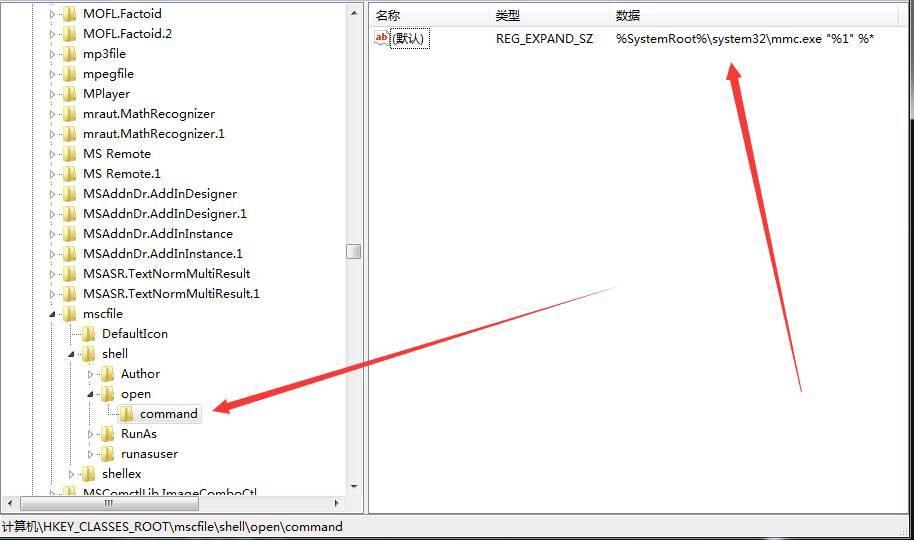 MOFL.Factoid
MOFL.Factoid.2
mp3file
mpegfile
MPlayer
mraut.MathRecognizer
mraut.MathRecognizer.1
MS Remote
MS Remote.1
MSAddnDr.AddInDesigner
MSAddnDr.AddInDesigner.1
MSAddnDr.AddInInstance
MSAddnDr.AddInInstance.1
MSASR.TextNormMultiResult
MSASR.TextNormMultiResult.1
mscfile
DefaultIcon
shell
Author
open
command
RunAs
runasuser
shellex
MSComctlLib.ImageComboCtl
名称 类型 数据
ab (默认) REG_EXPAND_SZ %SystemRoot%\system32\mmc.exe "%1" %*
计算机\HKEY_CLASSES_ROOT\mscfile\shell\open\command